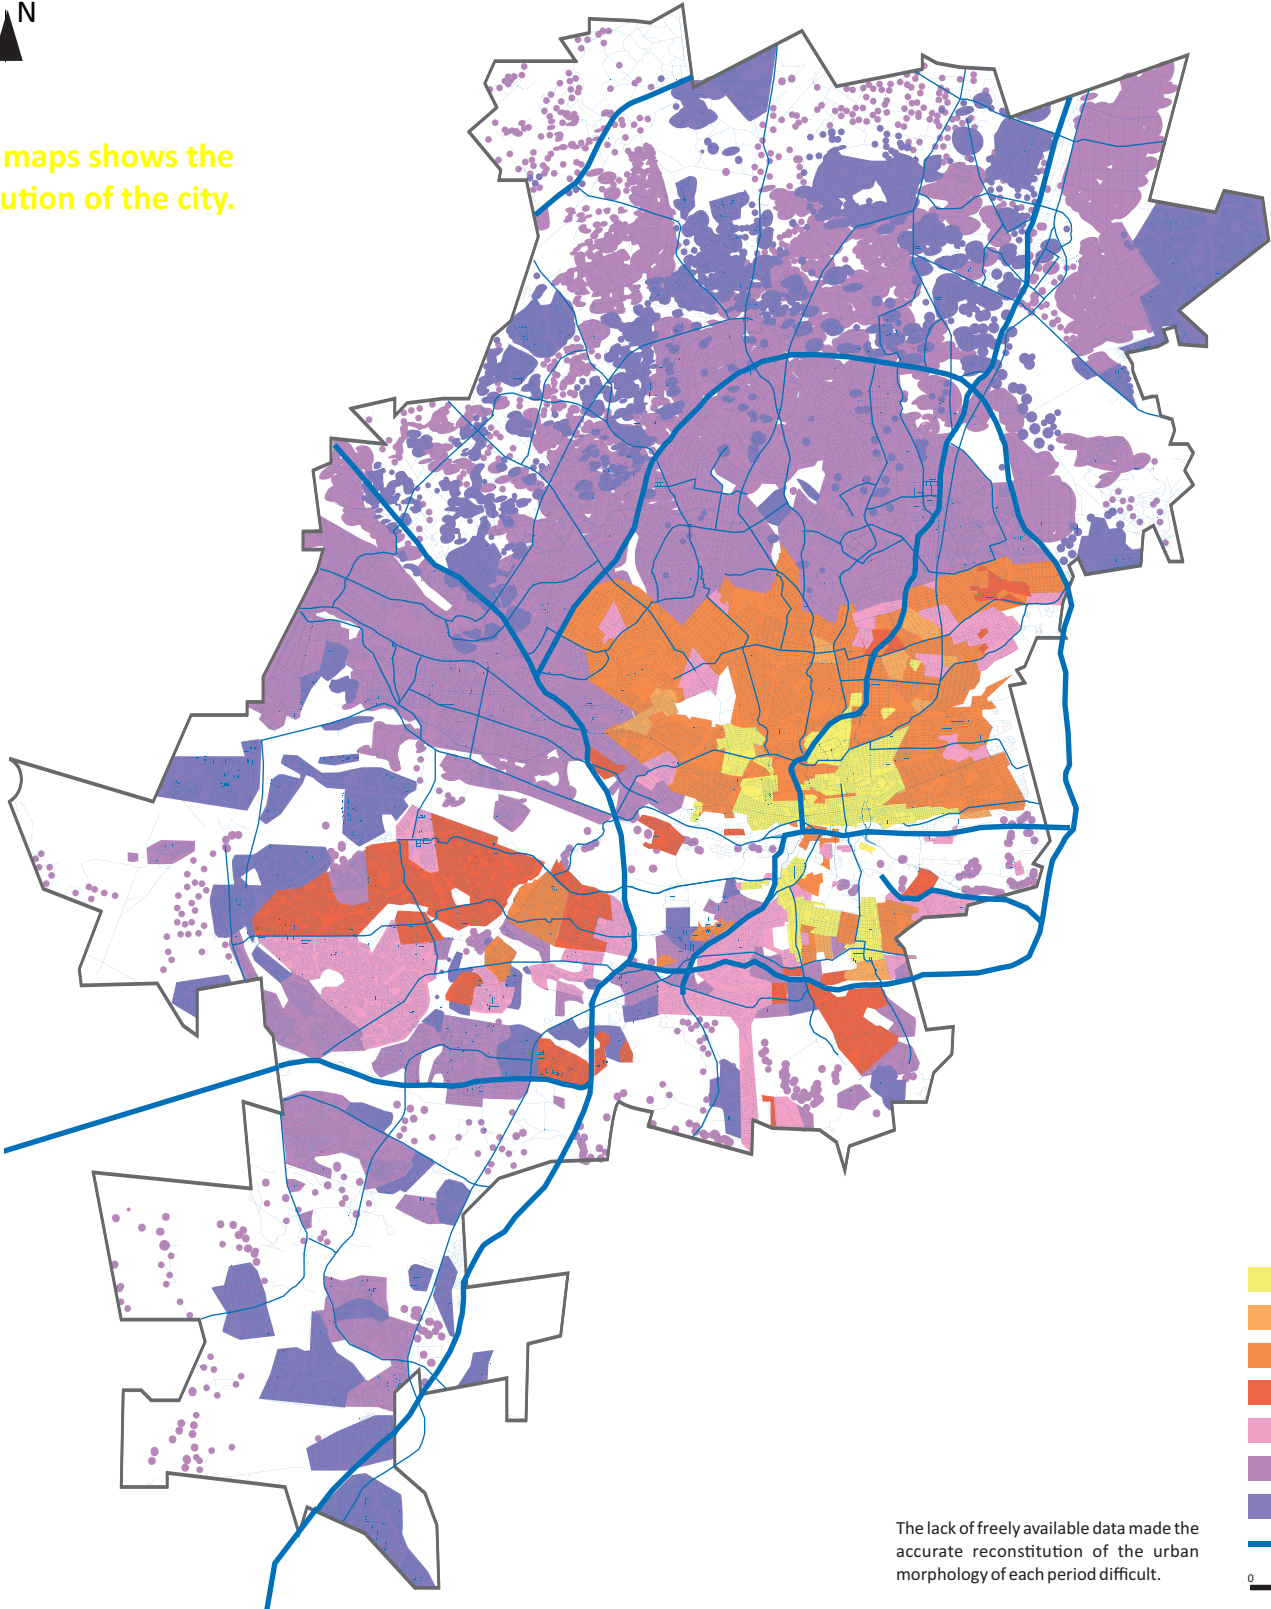 N
maps shows the
ution of the city.
The lack of freely available data made the
accurate reconstitution of the urban
morphology of each period difficult.
0